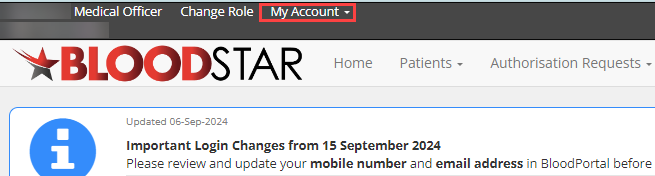 Medical Officer Change Role My Account
BLOODSTAR Home Patients Authorisation Requests
Updated 06-Sep-2024
Important Login Changes from 15 September 2024
Please review and update your mobile number and email address in BloodPortal before